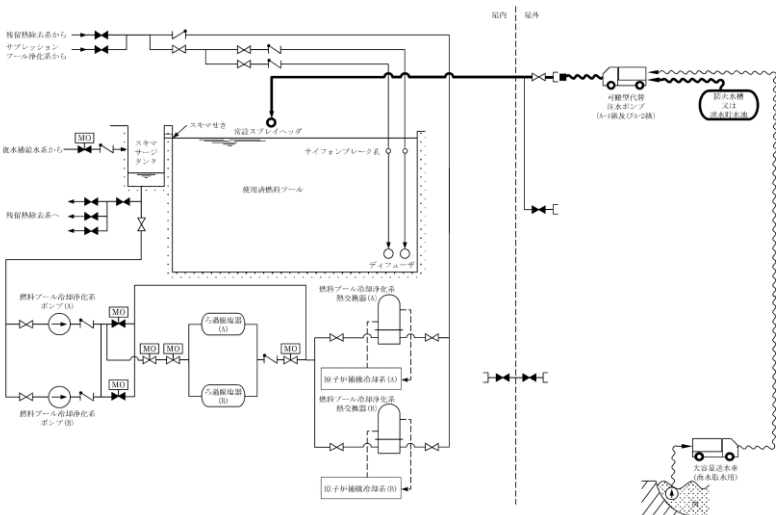 残留熱除去系から
サプレッション
プール浄化系から
屋内
屋外
可搬型代替
注水ポンプ
(A-1級及びA-2級)
防火水槽
又は
淡水貯水池
スキマせき
常設スプレイヘッダ
MO
復水補給水系から
スキマ
サージ
タンク
サイフォンブレーク孔
使用済燃料プール
残留熱除去系へ
ディフューザ
燃料プール冷却浄化系
ポンプ(A)
MO
MO
MO
ろ過脱塩器
(A)
MO
燃料プール冷却浄化系
熱交換器(A)
原子炉補機冷却系(A)
MO
ろ過脱塩器
(B)
燃料プール冷却浄化系
ポンプ(B)
燃料プール冷却浄化系
熱交換器(B)
原子炉補機冷却系(B)
大容量送水車
(海水取水用)